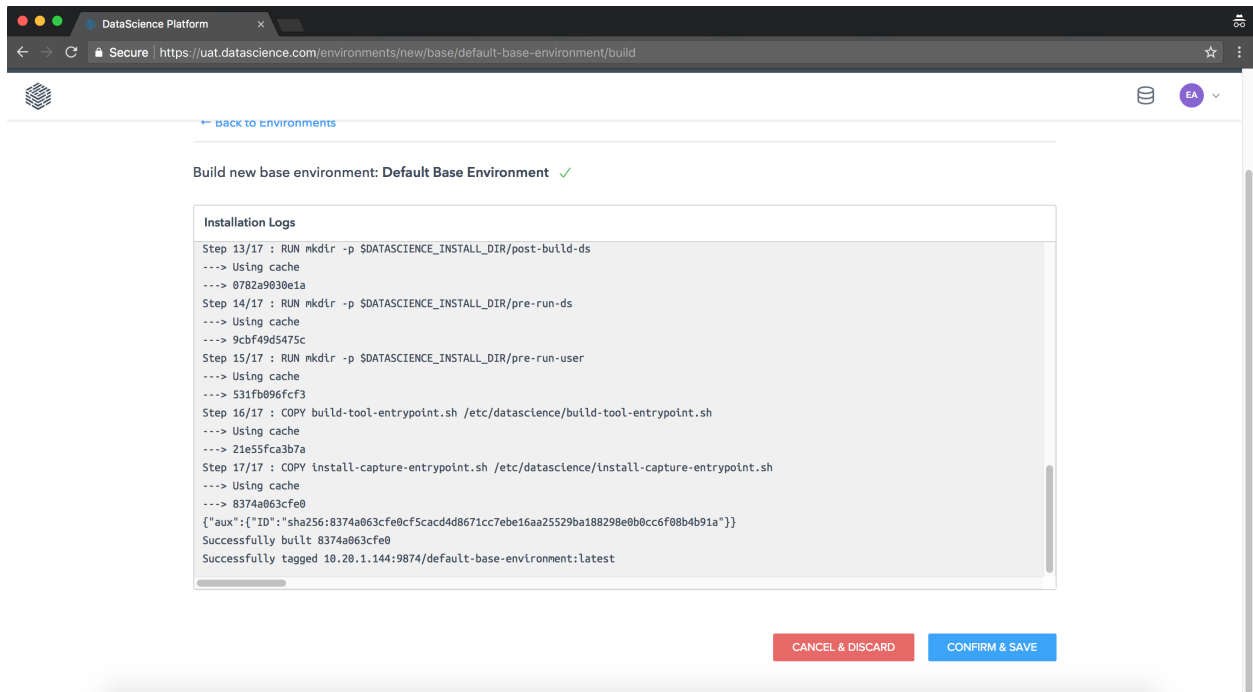 DataScience Platform
Secure https://uat.datascience.com/environments/new/base/default-base-environment/build
EA
← Back to Environments
Build new base environment: Default Base Environment ✓
Installation Logs
Step 13/17 : RUN mkdir -p $DATASCIENCE_INSTALL_DIR/post-build-ds
---> Using cache
---> 0782a9030e1a
Step 14/17 : RUN mkdir -p $DATASCIENCE_INSTALL_DIR/pre-run-ds
---> Using cache
---> 9cbf49d5475c
Step 15/17 : RUN mkdir -p $DATASCIENCE_INSTALL_DIR/pre-run-user
---> Using cache
---> 531fb096fcf3
Step 16/17 : COPY build-tool-entrypoint.sh /etc/datascience/build-tool-entrypoint.sh
---> Using cache
---> 21e55fca3b7a
Step 17/17 : COPY install-capture-entrypoint.sh /etc/datascience/install-capture-entrypoint.sh
---> Using cache
---> 8374a063cfe0
{"aux":{"ID":"sha256:8374a063cfe0cf5cacd4d8671cc7ebe16aa25529ba188298e0b0cc6f08b4b91a"}}
Successfully built 8374a063cfe0
Successfully tagged 10.20.1.144:9874/default-base-environment:latest
CANCEL & DISCARD
CONFIRM & SAVE